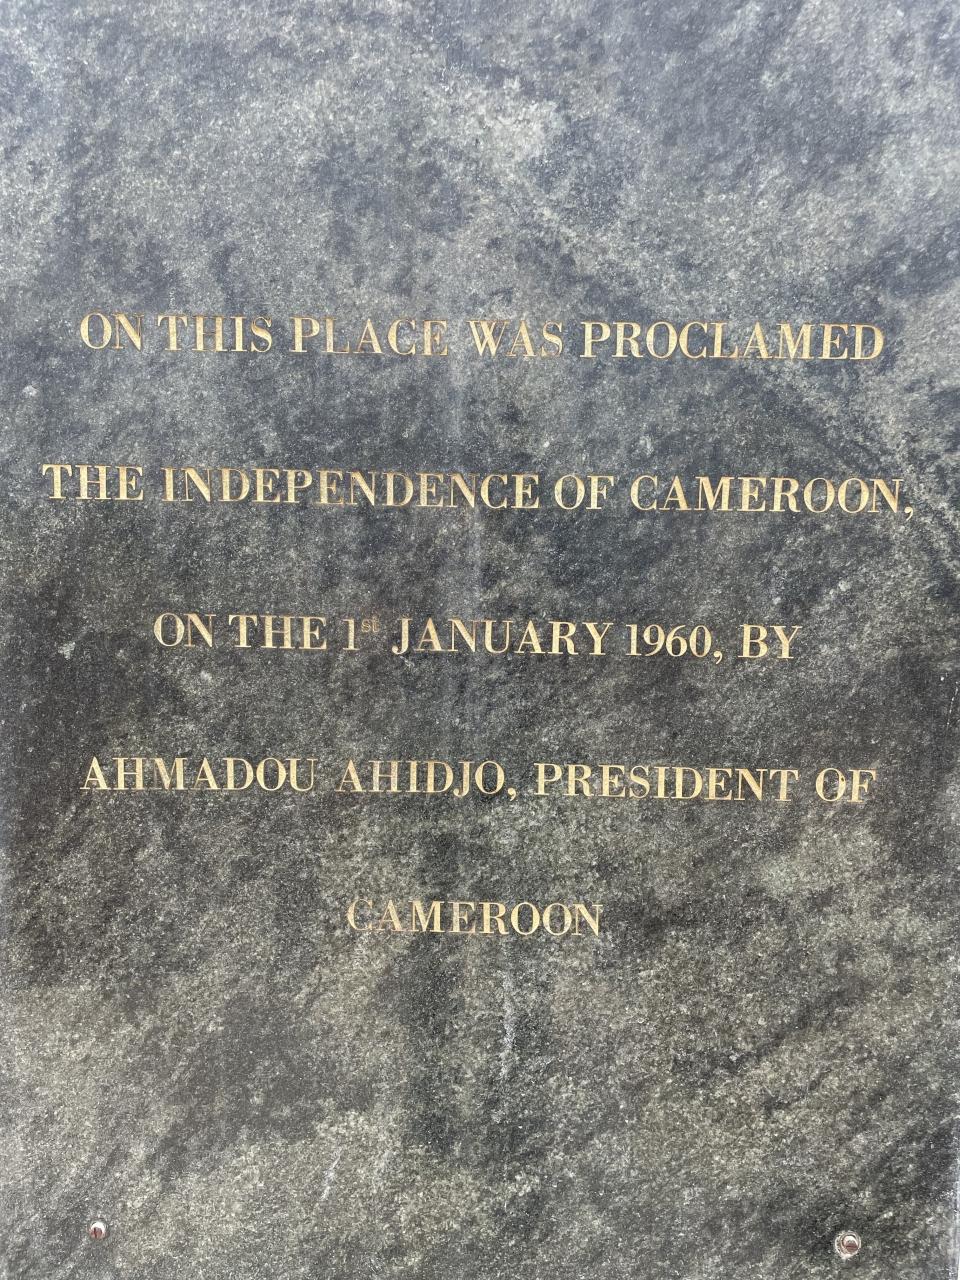 ON THIS PLACE WAS PROCLAMED
THE INDEPENDENCE OF CAMEROON,
ON THE 1st JANUARY 1960, BY
AHMADOU AHIDJO, PRESIDENT OF
CAMEROON